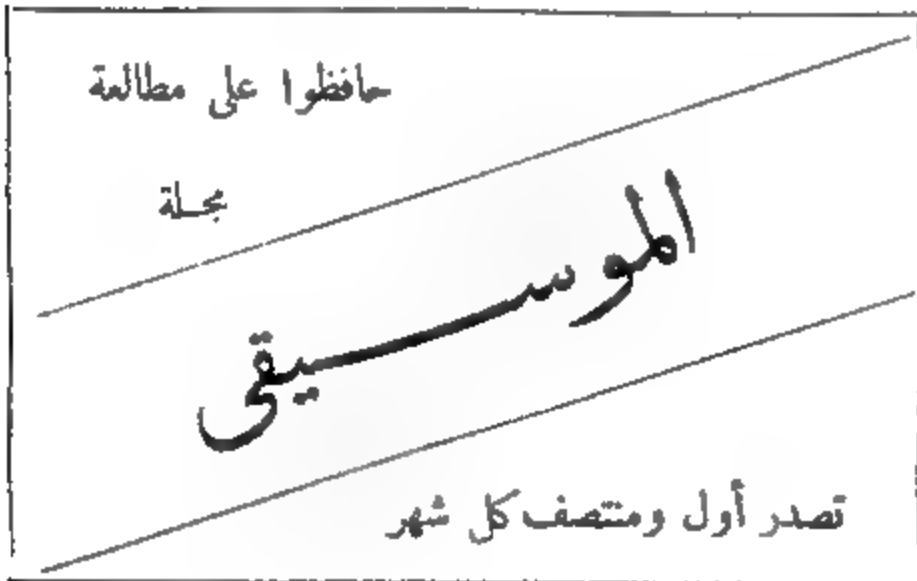 حافظوا على مطالعة
مجلة
الموسيقى
تصدر أول ومنتصف كل شهر